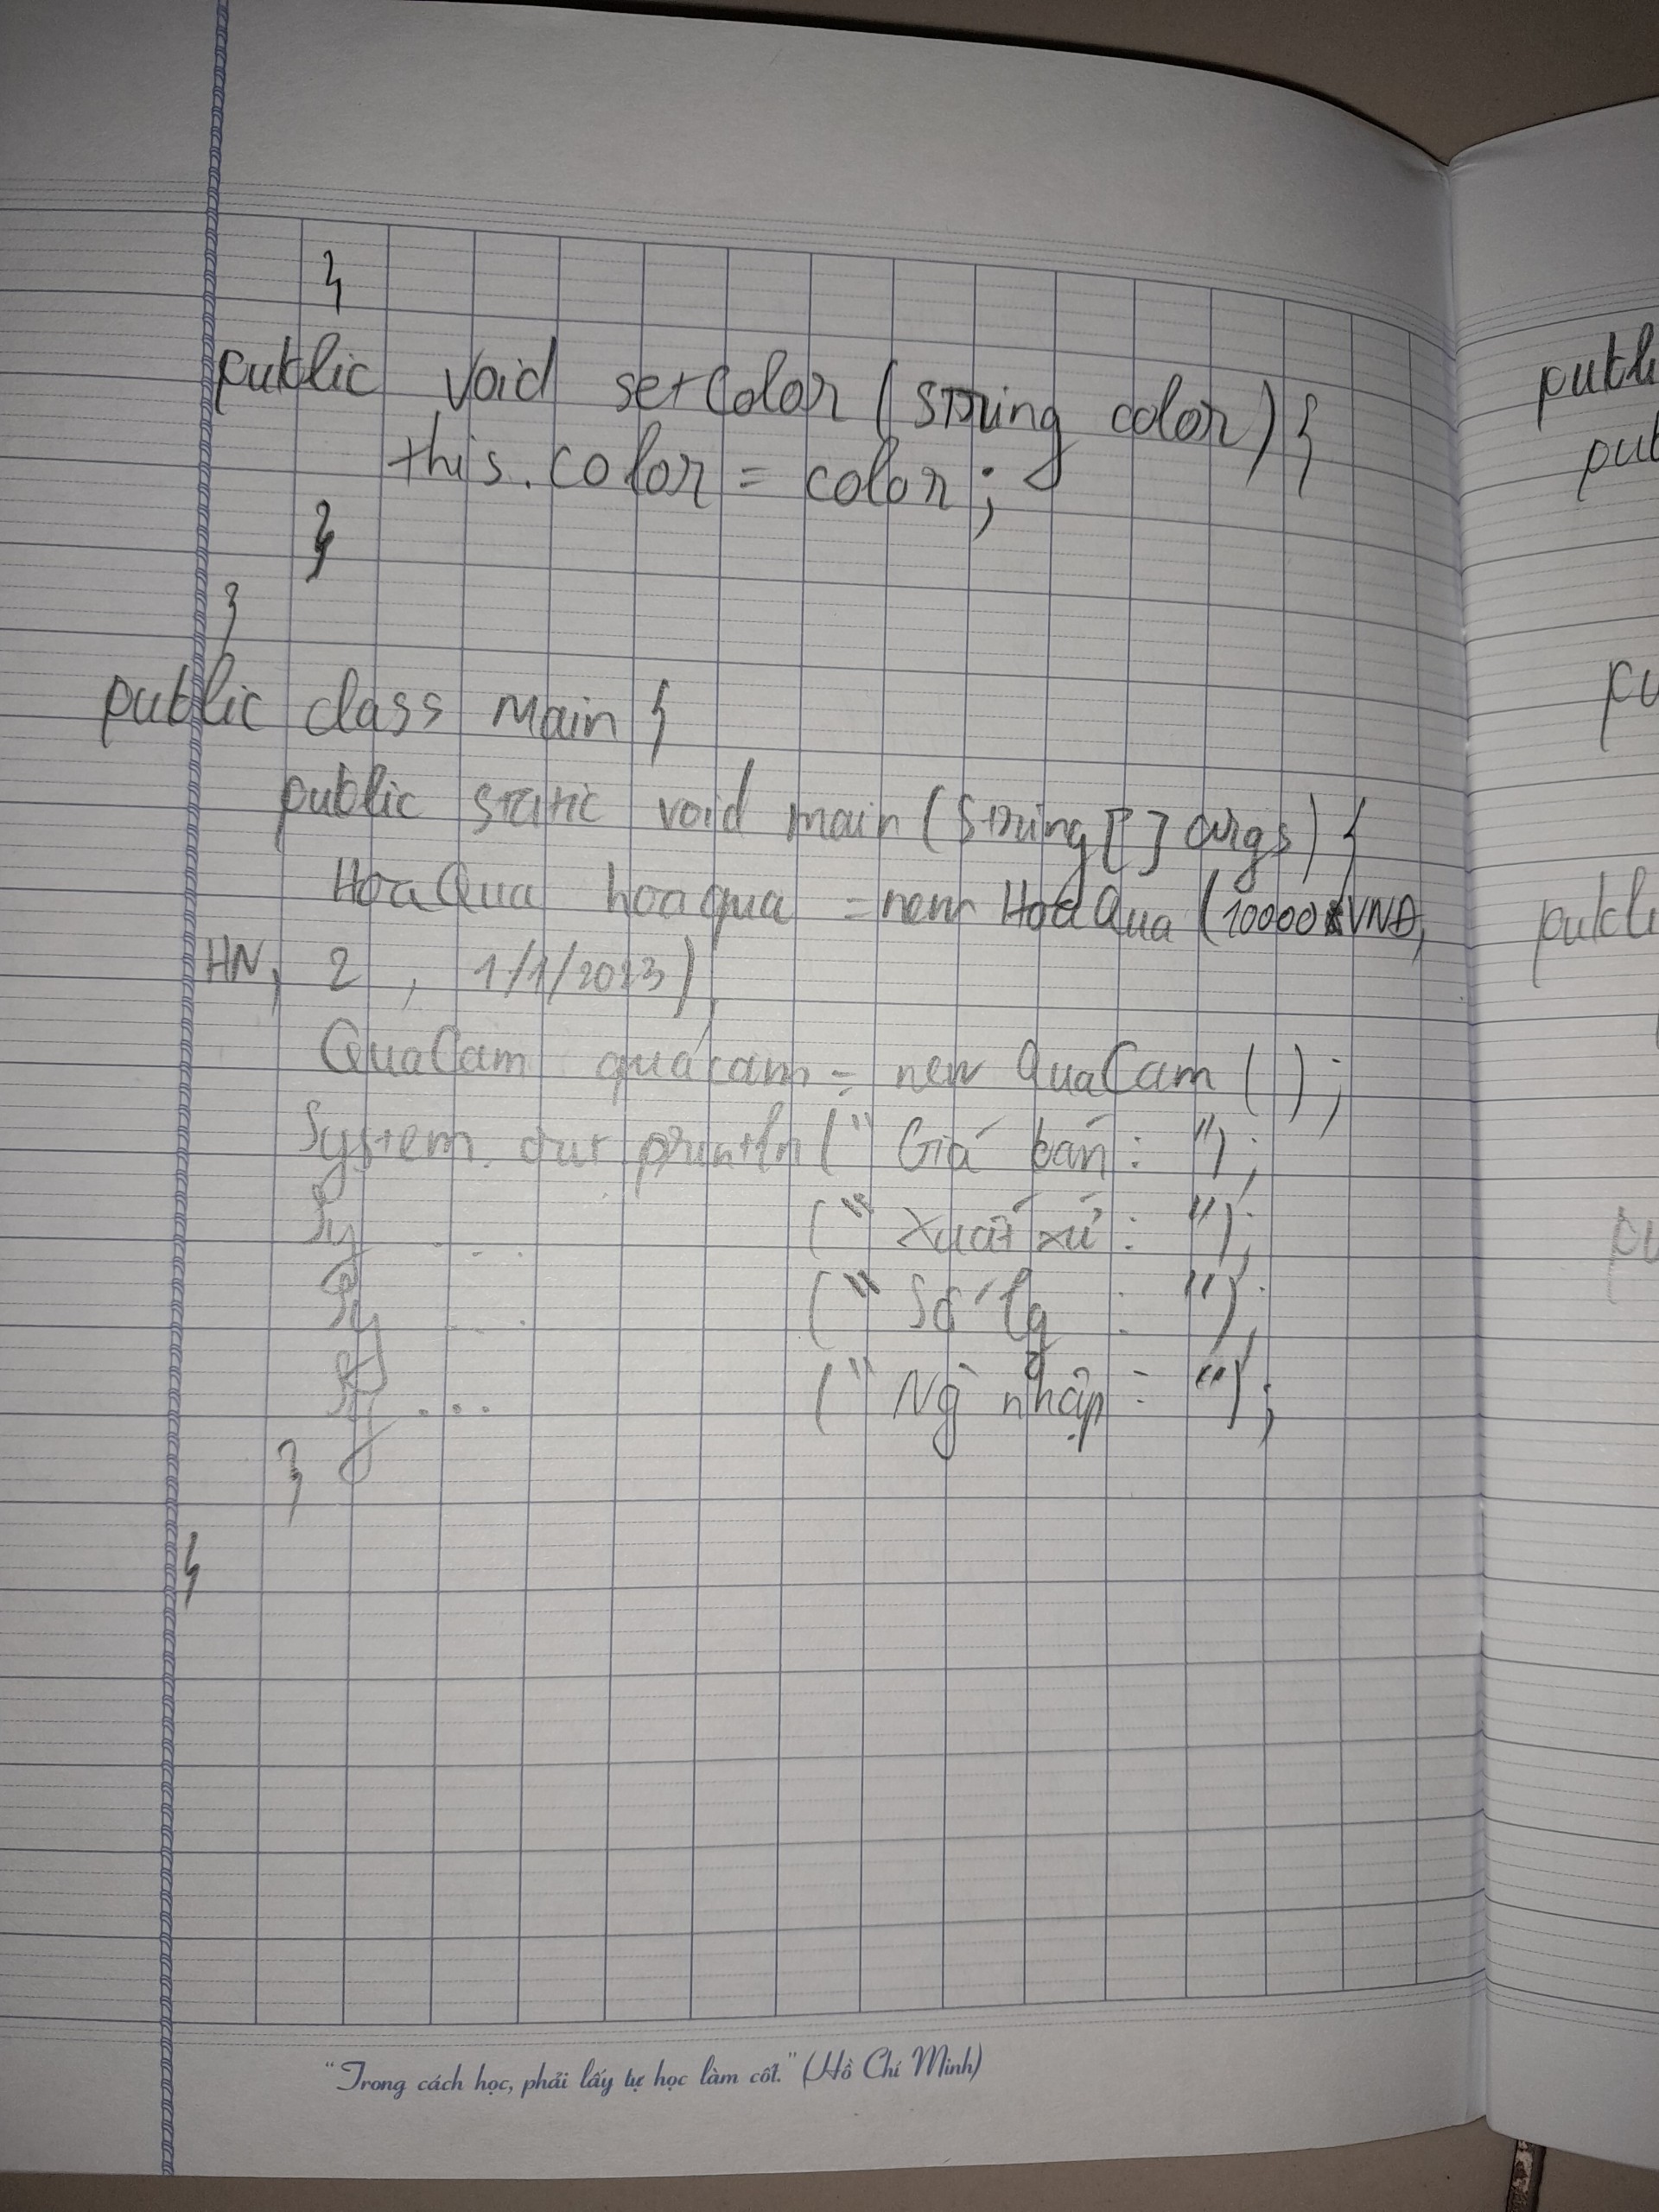 }
public void setColor (String color) {
this.color = color;
}
}
public class Main {
public static void main (String [] args) {
HoaQua hoaqua = new HoaQua (10000 VNĐ,
HN, 2 , 1/1/2023);
QuaCam quacam = new QuaCam ( );
System.out.println (" Giá bán : ");
Sy ... (" Xuất xứ : ");
Sy ... (" Số lg : ");
Sy ... (" Ng nhập : ");
}
}
"Trong cách học, phải lấy tự học làm cốt." (Hồ Chí Minh)
publi
pub
pu
publi
pu